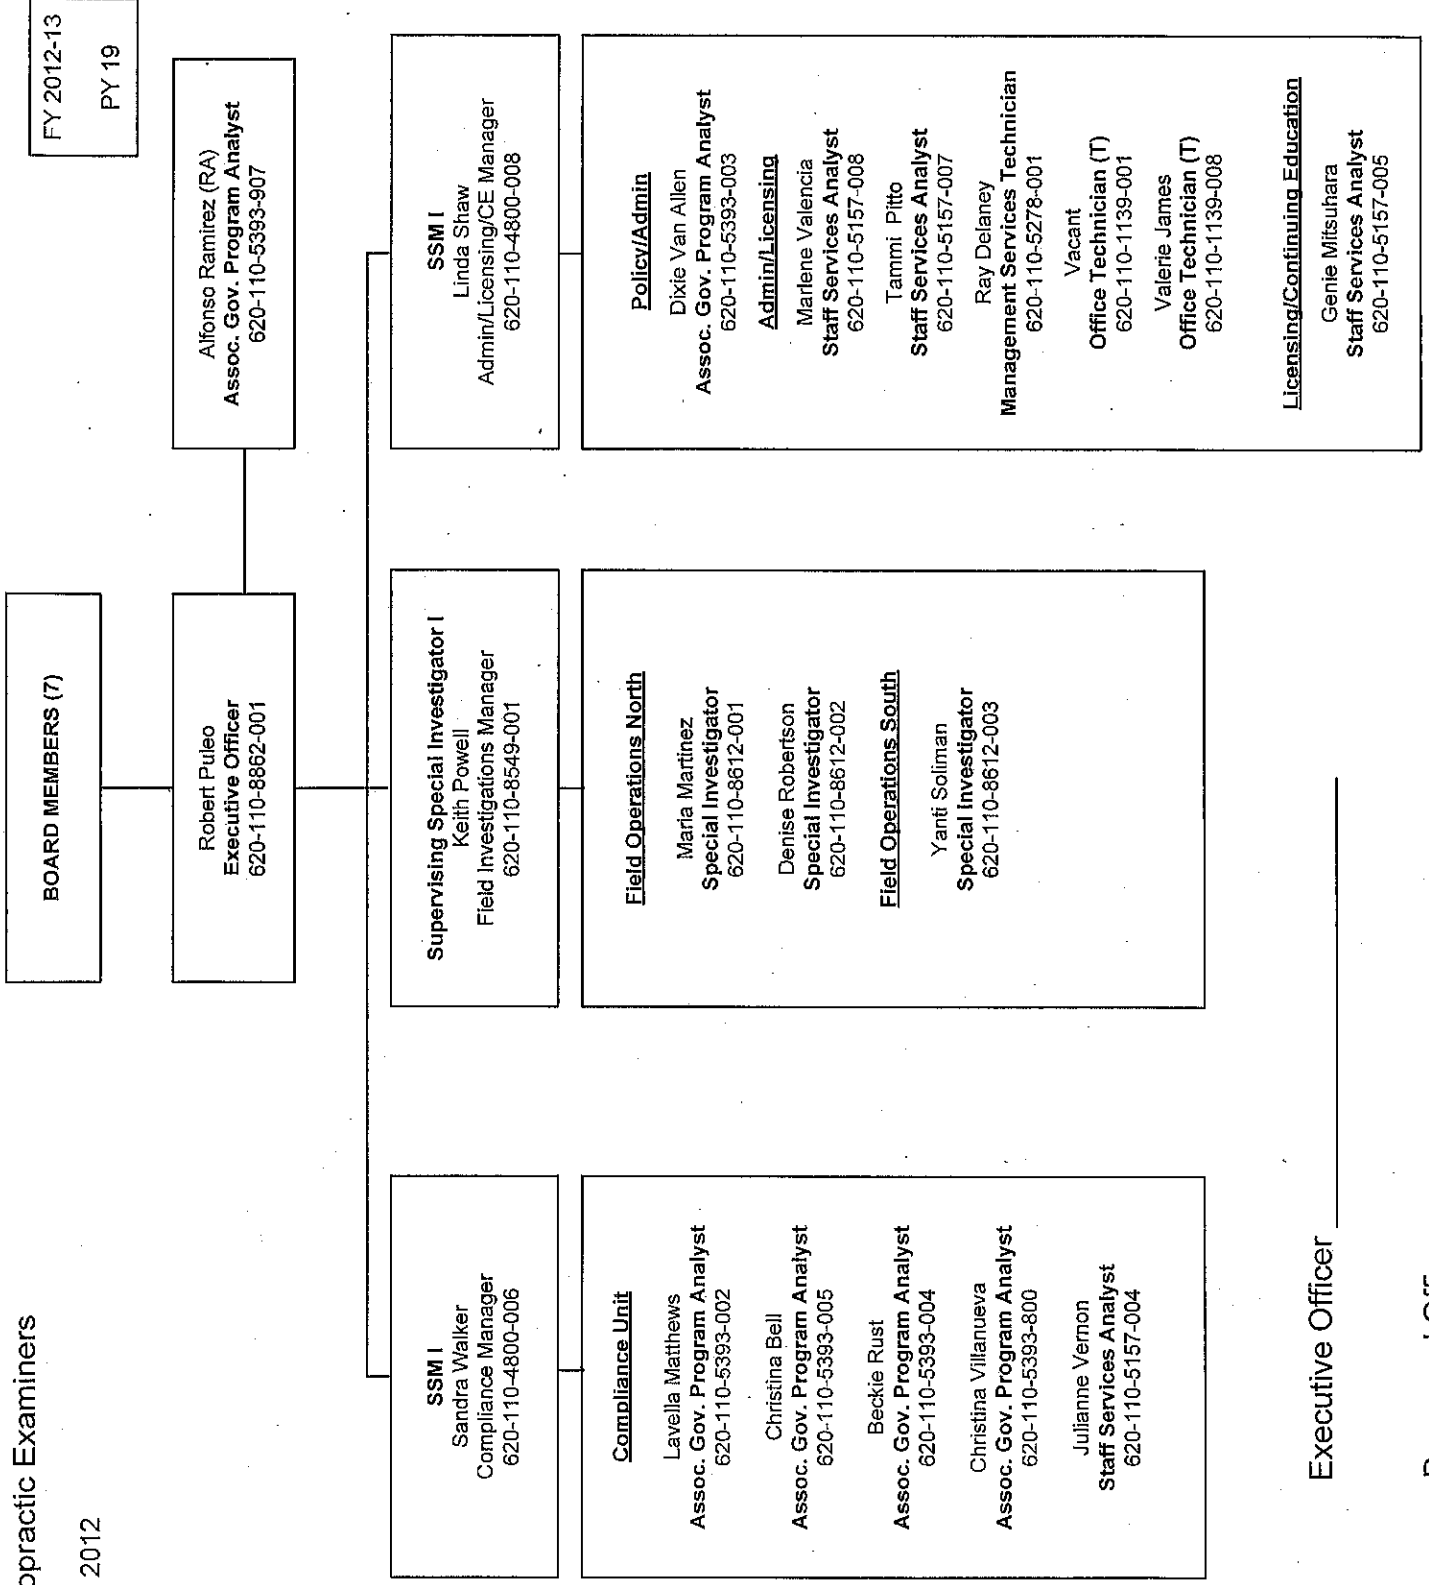 opractic Examiners
2012
FY 2012-13
PY 19
BOARD MEMBERS (7)
Robert Puleo
Executive Officer
620-110-8862-001
Alfonso Ramirez (RA)
Assoc. Gov. Program Analyst
620-110-5393-907
SSM I
Sandra Walker
Compliance Manager
620-110-4800-006
Supervising Special Investigator I
Keith Powell
Field Investigations Manager
620-110-8549-001
SSM I
Linda Shaw
Admin/Licensing/CE Manager
620-110-4800-008
Compliance Unit
Lavella Matthews
Assoc. Gov. Program Analyst
620-110-5393-002
Christina Bell
Assoc. Gov. Program Analyst
620-110-5393-005
Beckie Rust
Assoc. Gov. Program Analyst
620-110-5393-004
Christina Villanueva
Assoc. Gov. Program Analyst
620-110-5393-800
Julianne Vernon
Staff Services Analyst
620-110-5157-004
Field Operations North
Maria Martinez
Special Investigator
620-110-8612-001
Denise Robertson
Special Investigator
620-110-8612-002
Field Operations South
Yanti Soliman
Special Investigator
620-110-8612-003
Policy/Admin
Dixie Van Allen
Assoc. Gov. Program Analyst
620-110-5393-003
Admin/Licensing
Marlene Valencia
Staff Services Analyst
620-110-5157-008
Tammi Pitto
Staff Services Analyst
620-110-5157-007
Ray Delaney
Management Services Technician
620-110-5278-001
Vacant
Office Technician (T)
620-110-1139-001
Valerie James
Office Technician (T)
620-110-1139-008
Licensing/Continuing Education
Genie Mitsuhara
Staff Services Analyst
620-110-5157-005
Executive Officer